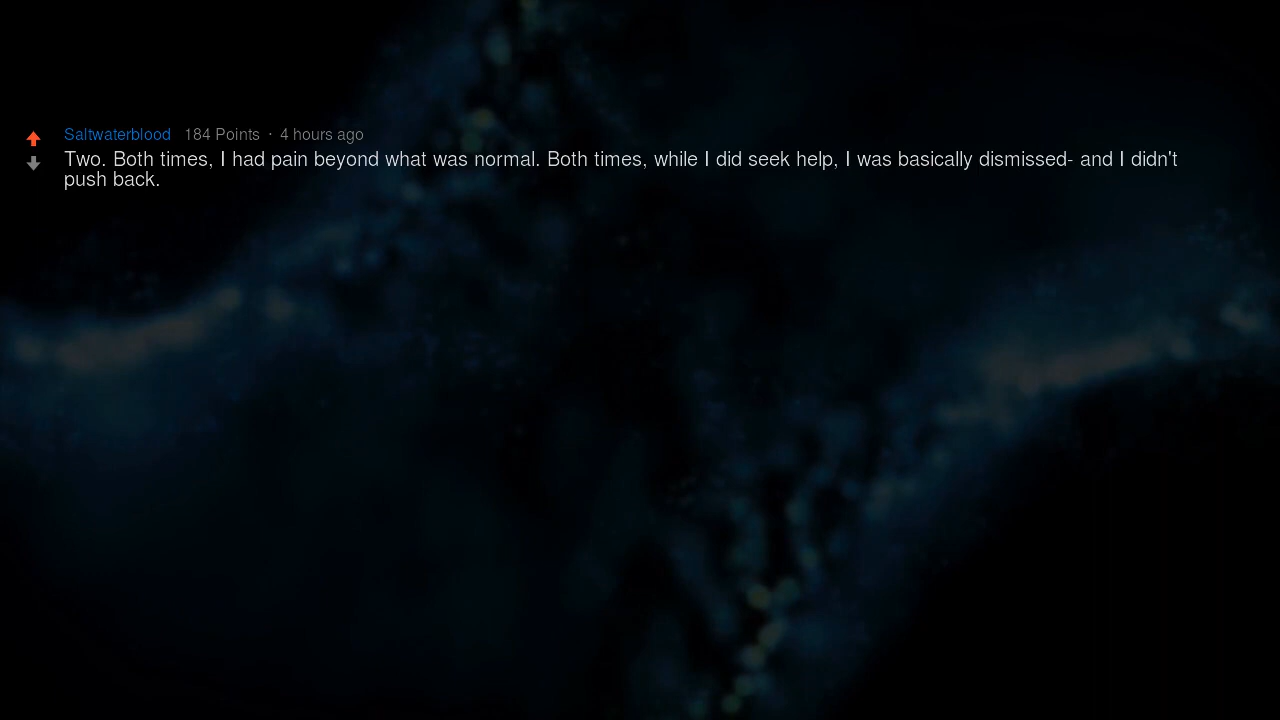 Saltwaterblood 184 Points · 4 hours ago
Two. Both times, I had pain beyond what was normal. Both times, while I did seek help, I was basically dismissed- and I didn't
push back.